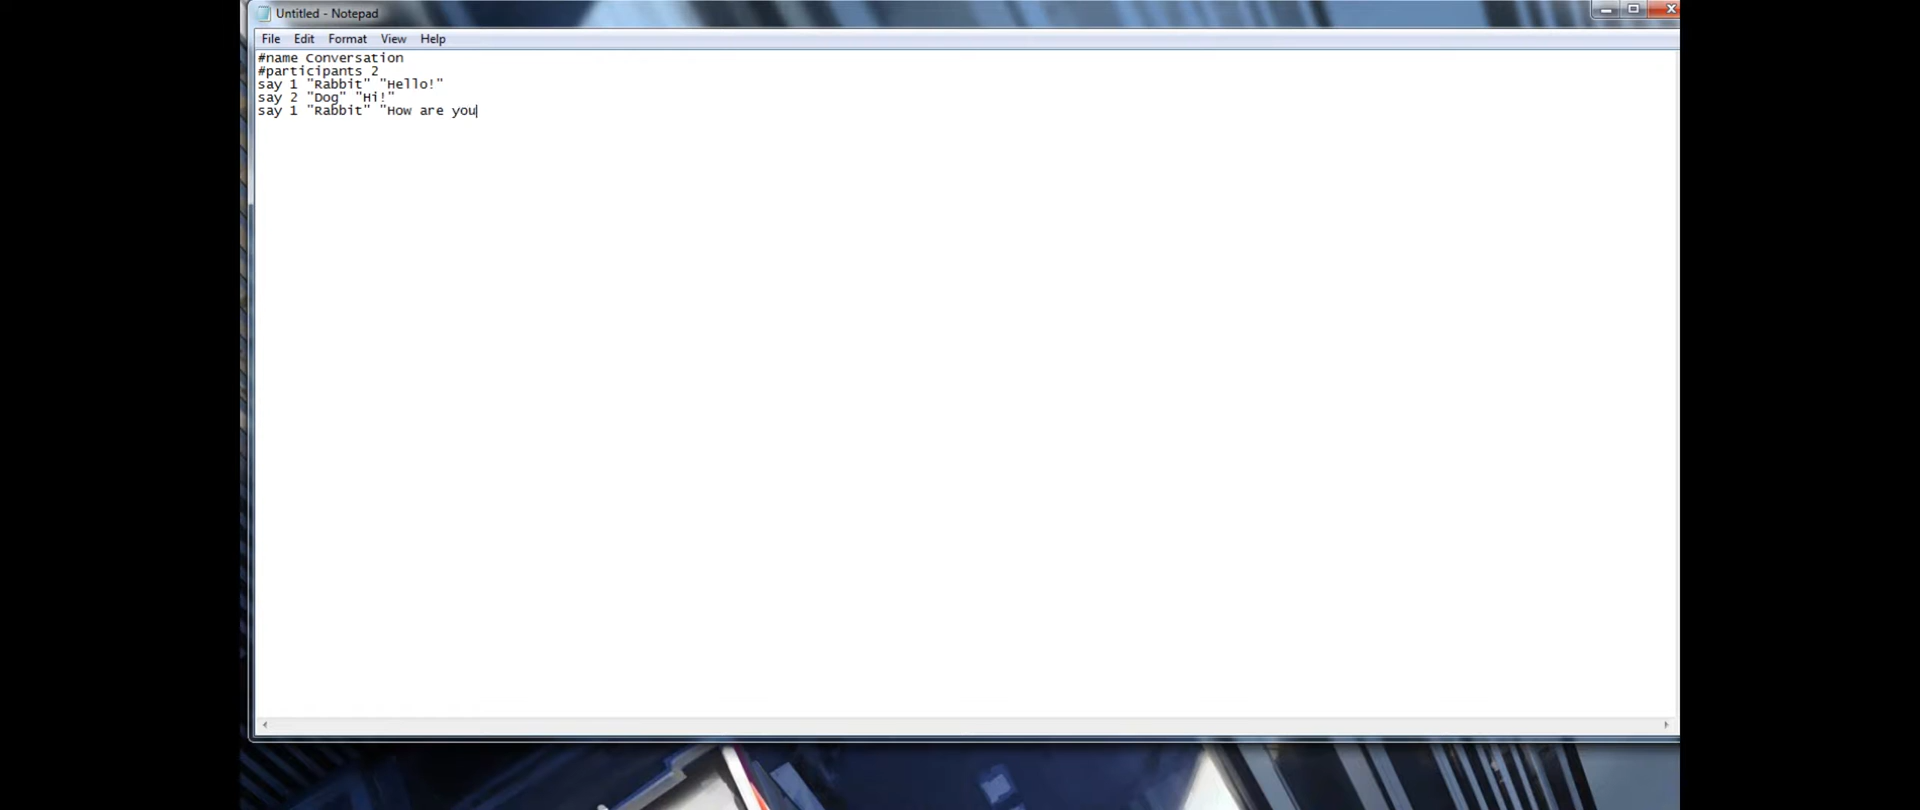 Untitled - Notepad
File Edit Format View Help
#name Conversation
#participants 2
say 1 "Rabbit" "Hello!"
say 2 "Dog" "Hi!"
say 1 "Rabbit" "How are you